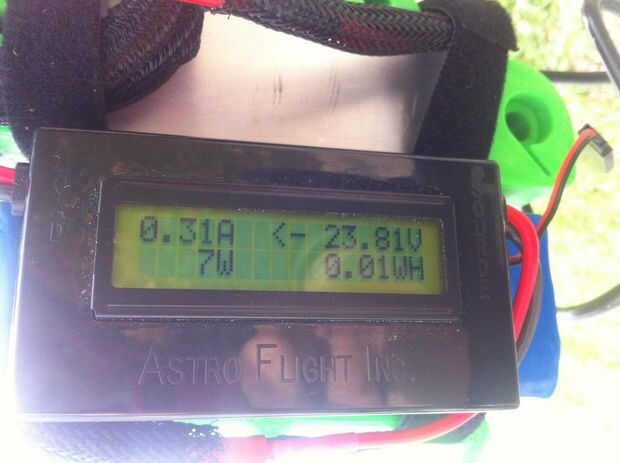 0.31A <- 23.81V
7W 0.01WH
ASTRO FLIGHT INC.